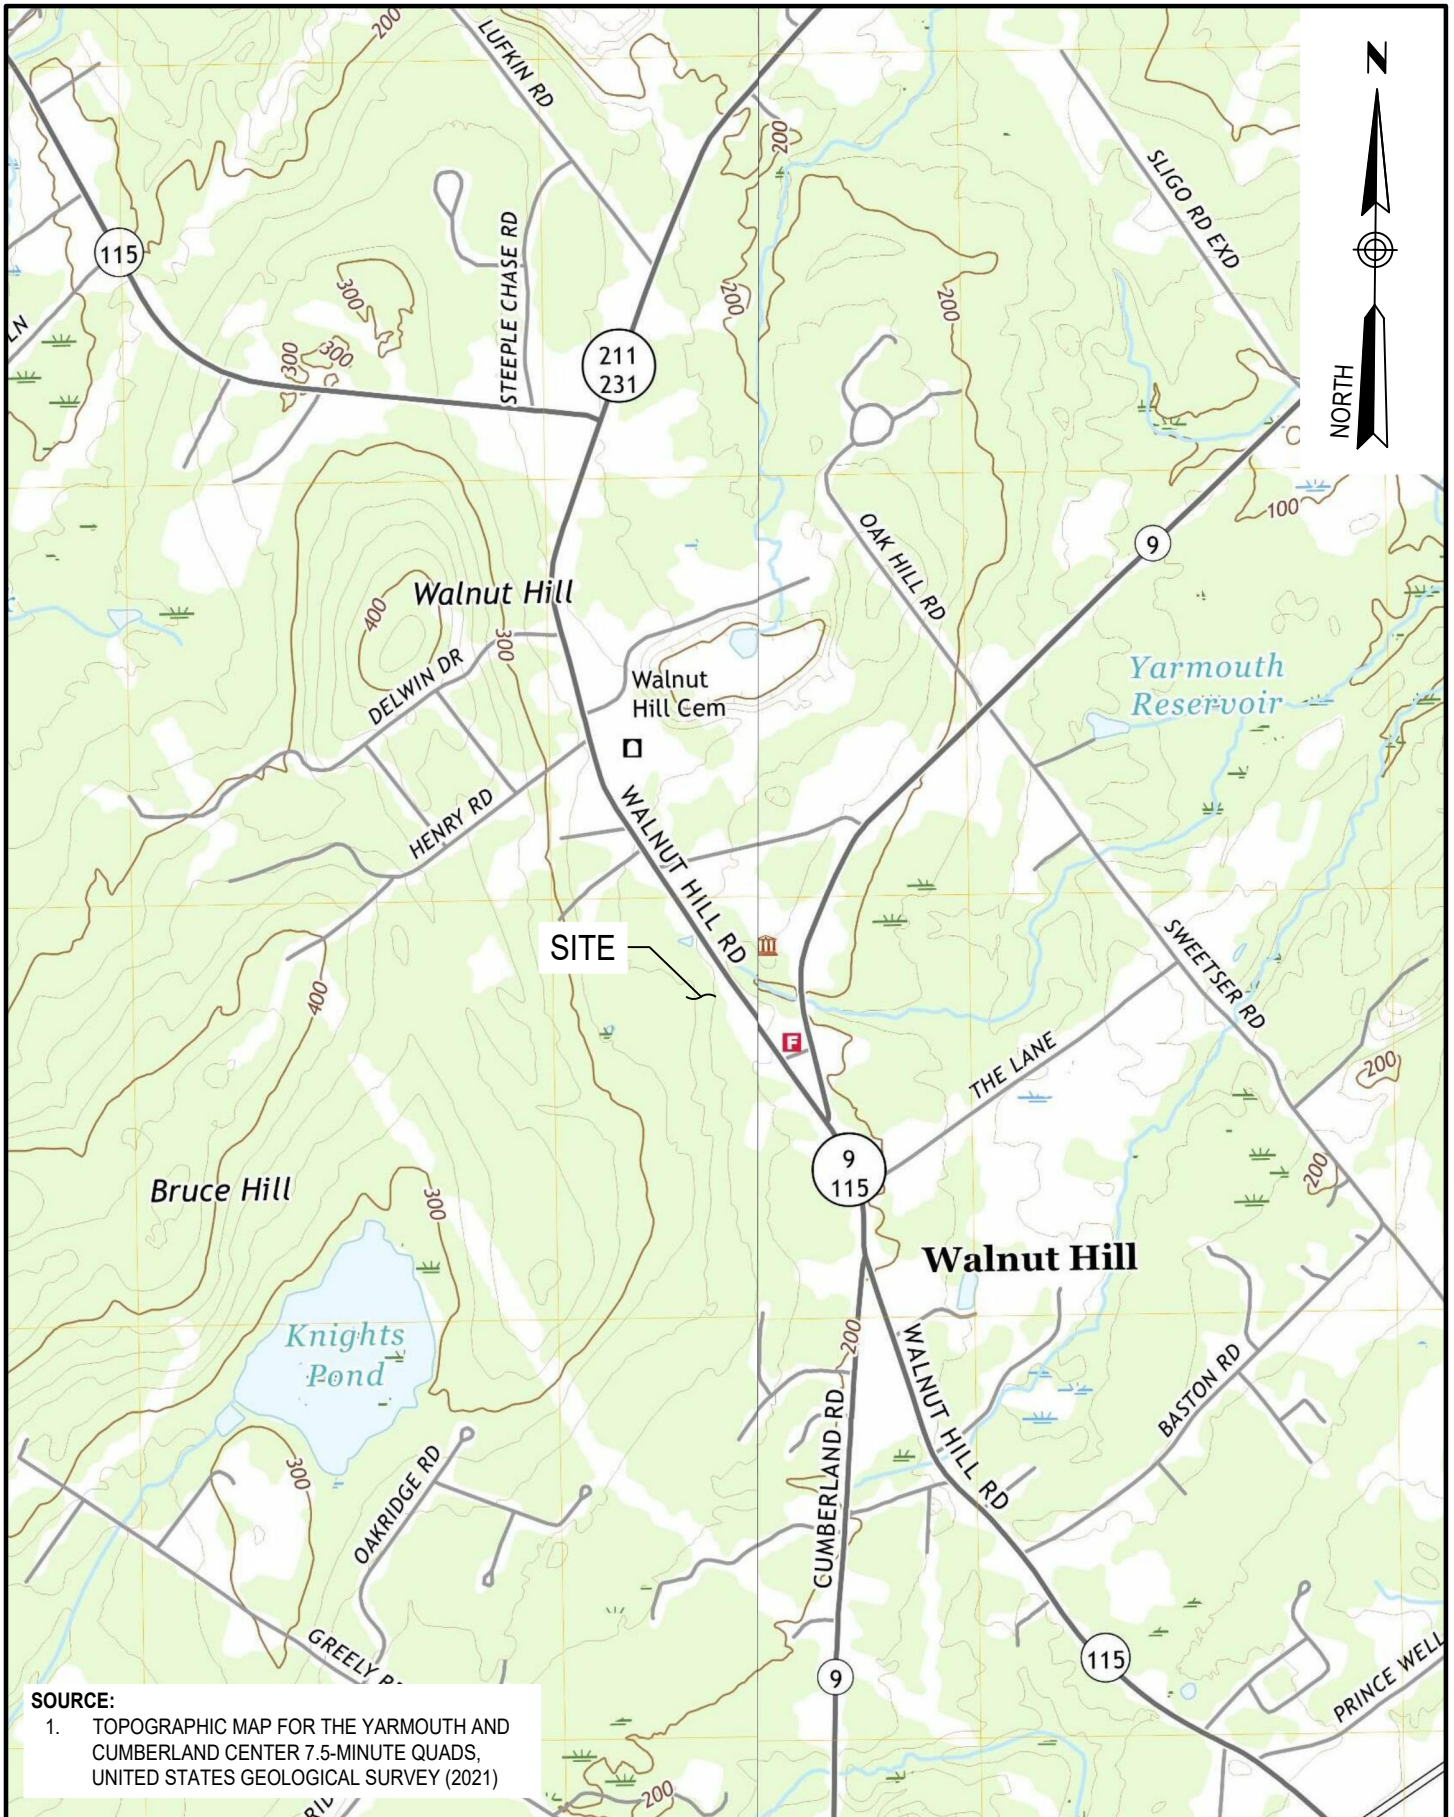 200
LUFKIN RD
N
200
SLIGO RD EXD
115
STEEPLE CHASE RD
300
200
200
LN
300
300
211
231
NORTH
100
OAK HILL RD
9
Walnut Hill
400
300
DELWIN DR
Walnut
Hill Cem
Yarmouth
Reservoir
HENRY RD
WALNUT HILL RD
SITE
SWEETSER RD
400
F
THE LANE
200
9
115
200
Bruce Hill
300
Walnut Hill
Knights
Pond
200
WALNUT HILL RD
BASTON RD
CUMBERLAND RD
300
OAKRIDGE RD
GREELY R
9
115
PRINCE WELL
SOURCE:
1. TOPOGRAPHIC MAP FOR THE YARMOUTH AND
CUMBERLAND CENTER 7.5-MINUTE QUADS,
UNITED STATES GEOLOGICAL SURVEY (2021)
200